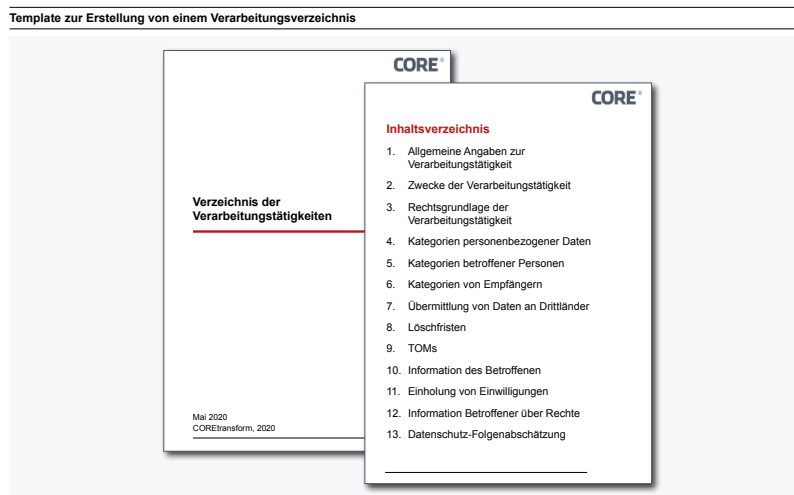 Template zur Erstellung von einem Verarbeitungsverzeichnis
CORE®
Verzeichnis der
Verarbeitungstätigkeiten
Mai 2020
COREtransform, 2020
CORE®
Inhaltsverzeichnis
1. Allgemeine Angaben zur
Verarbeitungstätigkeit
2. Zwecke der Verarbeitungstätigkeit
3. Rechtsgrundlage der
Verarbeitungstätigkeit
4. Kategorien personenbezogener Daten
5. Kategorien betroffener Personen
6. Kategorien von Empfängern
7. Übermittlung von Daten an Drittländer
8. Löschfristen
9. TOMs
10. Information des Betroffenen
11. Einholung von Einwilligungen
12. Information Betroffener über Rechte
13. Datenschutz-Folgenabschätzung